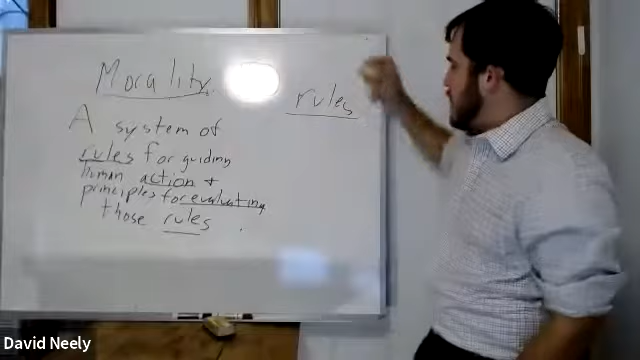 Morality
rules
A system of
rules for guiding
human action +
principles for evaluating
those rules.
David Neely